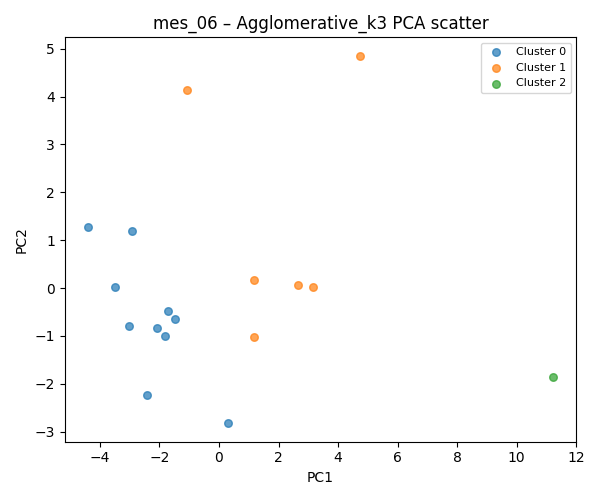 mes_06 – Agglomerative_k3 PCA scatter
Cluster 0
Cluster 1
Cluster 2
PC2
5
4
3
2
1
0
−1
−2
−3
−4 −2 0 2 4 6 8 10 12
PC1